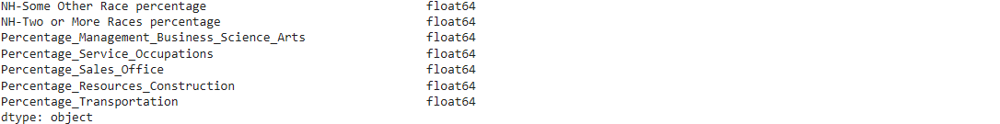 NH-Some Other Race percentage float64
NH-Two or More Races percentage float64
Percentage_Management_Business_Science_Arts float64
Percentage_Service_Occupations float64
Percentage_Sales_Office float64
Percentage_Resources_Construction float64
Percentage_Transportation float64
dtype: object